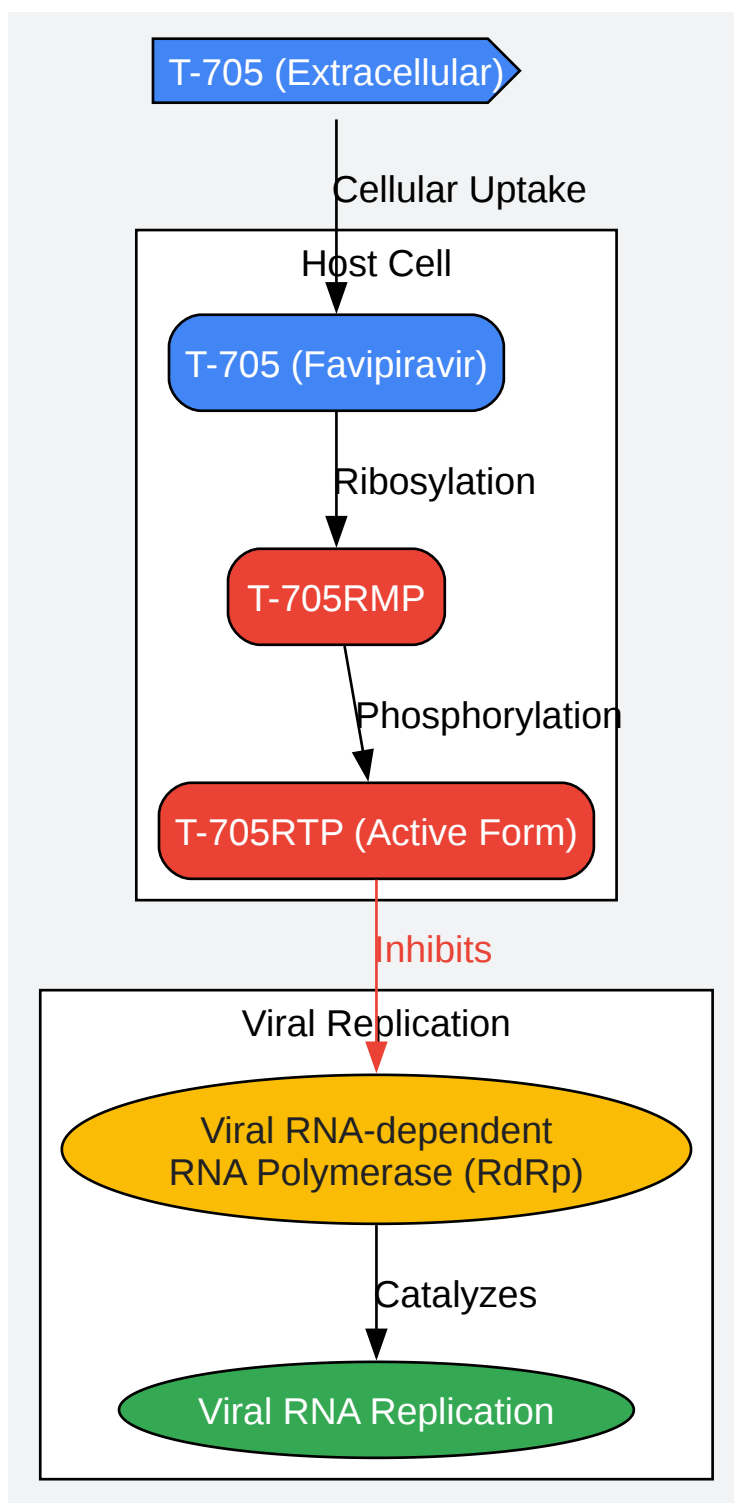 T-705 (Extracellular)
Cellular Uptake
Host Cell
T-705 (Favipiravir)
Ribosylation
T-705RMP
Phosphorylation
T-705RTP (Active Form)
Inhibits
Viral Replication
Viral RNA-dependent
RNA Polymerase (RdRp)
Catalyzes
Viral RNA Replication